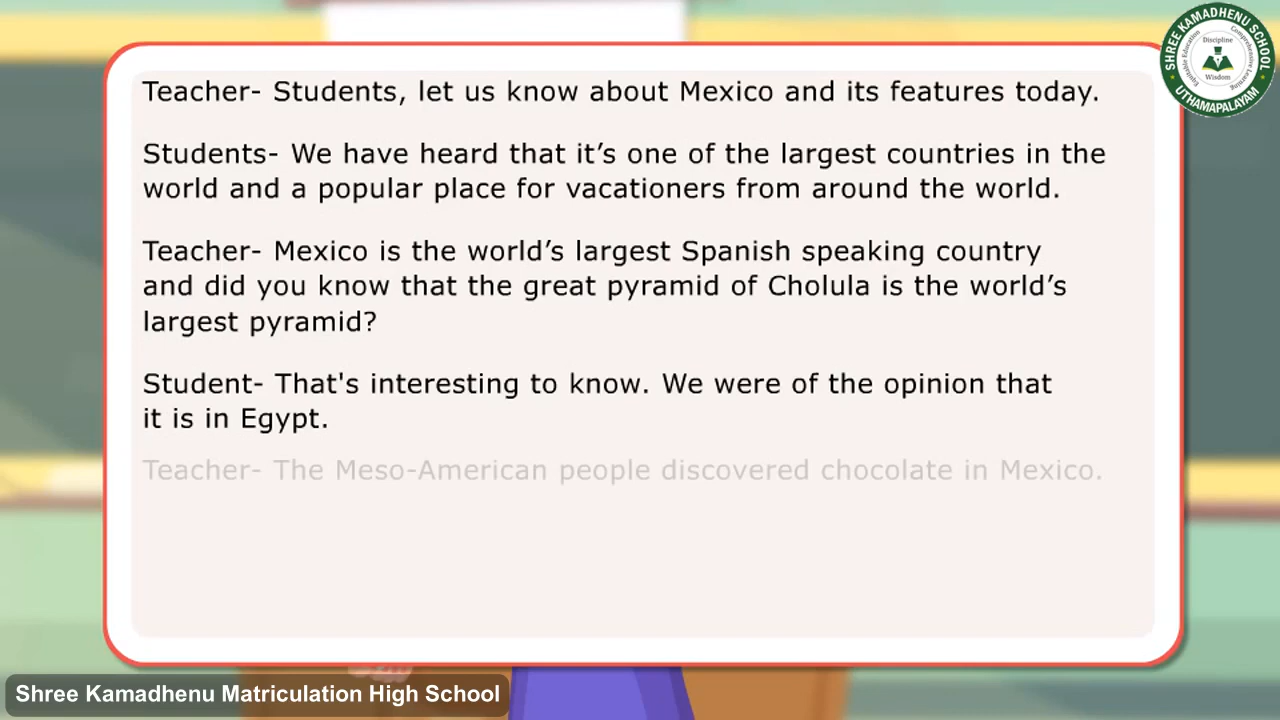 Teacher- Students, let us know about Mexico and its features today.
Students- We have heard that it’s one of the largest countries in the
world and a popular place for vacationers from around the world.
Teacher- Mexico is the world’s largest Spanish speaking country
and did you know that the great pyramid of Cholula is the world’s
largest pyramid?
Student- That's interesting to know. We were of the opinion that
it is in Egypt.
Teacher- The Meso-American people discovered chocolate in Mexico.
SHREE KAMADHENU SCHOOL
Equitable Education
Discipline
Comprehensive Learning
Wisdom
UTHAMAPALAYAM
Shree Kamadhenu Matriculation High School